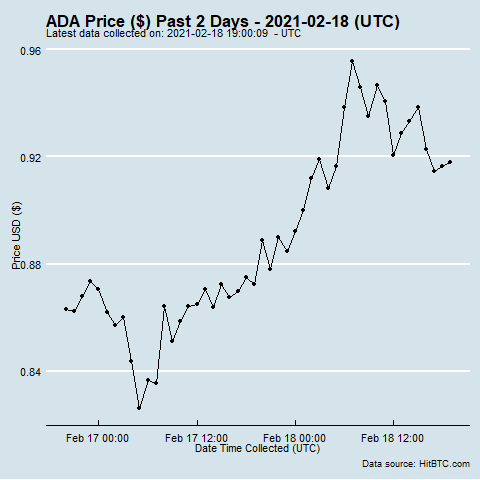 ADA Price ($) Past 2 Days - 2021-02-18 (UTC)
Latest data collected on: 2021-02-18 19:00:09  - UTC
0.96
0.92
0.88
0.84
Price USD ($)
Feb 17 00:00 Feb 17 12:00 Feb 18 00:00 Feb 18 12:00
Date Time Collected (UTC)
Data source: HitBTC.com